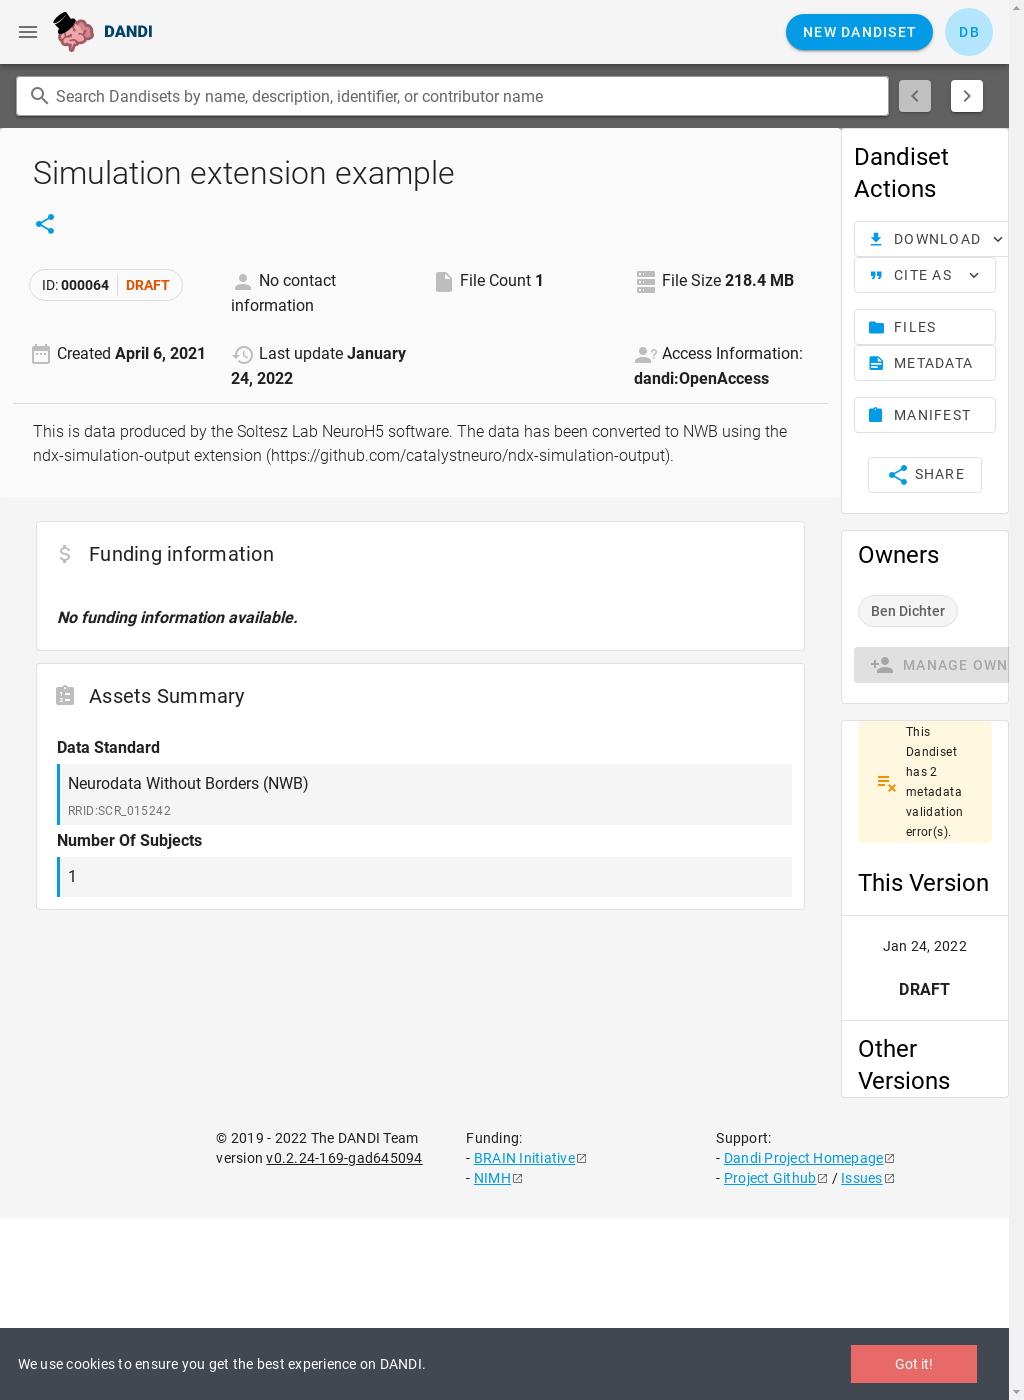 DANDI
NEW DANDISET
DB
Search Dandisets by name, description, identifier, or contributor name
Simulation extension example
ID: 000064 DRAFT
No contact
information
File Count 1
File Size 218.4 MB
Created April 6, 2021
Last update January
24, 2022
Access Information:
dandi:OpenAccess
This is data produced by the Soltesz Lab NeuroH5 software. The data has been converted to NWB using the
ndx-simulation-output extension (https://github.com/catalystneuro/ndx-simulation-output).
Funding information
No funding information available.
Assets Summary
Data Standard
Neurodata Without Borders (NWB)
RRID:SCR_015242
Number Of Subjects
1
Dandiset
Actions
DOWNLOAD
CITE AS
FILES
METADATA
MANIFEST
SHARE
Owners
Ben Dichter
MANAGE OWN
This
Dandiset
has 2
metadata
validation
error(s).
This Version
Jan 24, 2022
DRAFT
Other
Versions
© 2019 - 2022 The DANDI Team
version v0.2.24-169-gad645094
Funding:
- BRAIN Initiative
- NIMH
Support:
- Dandi Project Homepage
- Project Github / Issues
We use cookies to ensure you get the best experience on DANDI.
Got it!